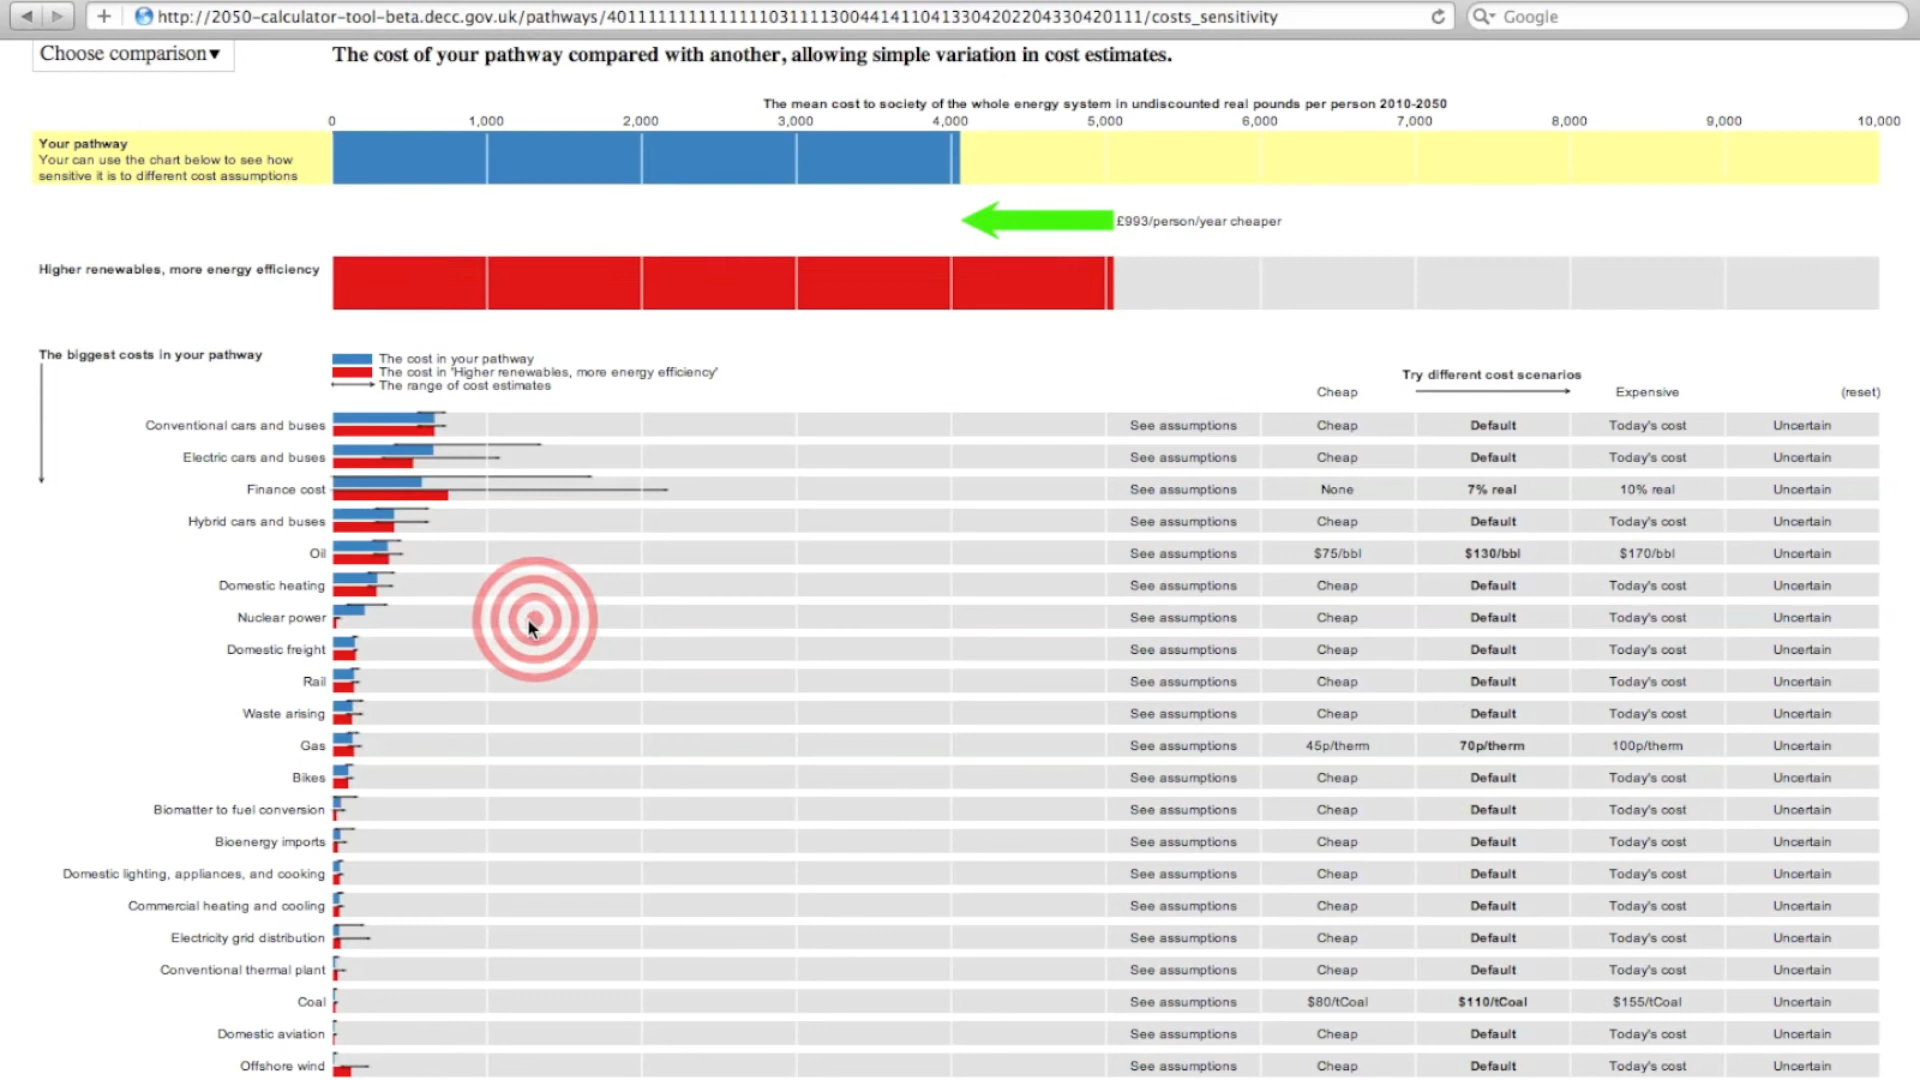 http://2050-calculator-tool-beta.decc.gov.uk/pathways/40111111111111110311113004414110413304202204330420111/costs_sensitivity
Google
Choose comparison▾
The cost of your pathway compared with another, allowing simple variation in cost estimates.
The mean cost to society of the whole energy system in undiscounted real pounds per person 2010-2050
0 1,000 2,000 3,000 4,000 5,000 6,000 7,000 8,000 9,000 10,000
Your pathway
Your can use the chart below to see how
sensitive it is to different cost assumptions
£993/person/year cheaper
Higher renewables, more energy efficiency
The biggest costs in your pathway
The cost in your pathway
The cost in 'Higher renewables, more energy efficiency'
The range of cost estimates
Try different cost scenarios
Cheap Expensive (reset)
Conventional cars and buses See assumptions Cheap Default Today's cost Uncertain
Electric cars and buses See assumptions Cheap Default Today's cost Uncertain
Finance cost See assumptions None 7% real 10% real Uncertain
Hybrid cars and buses See assumptions Cheap Default Today's cost Uncertain
Oil See assumptions $75/bbl $130/bbl $170/bbl Uncertain
Domestic heating See assumptions Cheap Default Today's cost Uncertain
Nuclear power See assumptions Cheap Default Today's cost Uncertain
Domestic freight See assumptions Cheap Default Today's cost Uncertain
Rail See assumptions Cheap Default Today's cost Uncertain
Waste arising See assumptions Cheap Default Today's cost Uncertain
Gas See assumptions 45p/therm 70p/therm 100p/therm Uncertain
Bikes See assumptions Cheap Default Today's cost Uncertain
Biomatter to fuel conversion See assumptions Cheap Default Today's cost Uncertain
Bioenergy imports See assumptions Cheap Default Today's cost Uncertain
Domestic lighting, appliances, and cooking See assumptions Cheap Default Today's cost Uncertain
Commercial heating and cooling See assumptions Cheap Default Today's cost Uncertain
Electricity grid distribution See assumptions Cheap Default Today's cost Uncertain
Conventional thermal plant See assumptions Cheap Default Today's cost Uncertain
Coal See assumptions $80/tCoal $110/tCoal $155/tCoal Uncertain
Domestic aviation See assumptions Cheap Default Today's cost Uncertain
Offshore wind See assumptions Cheap Default Today's cost Uncertain